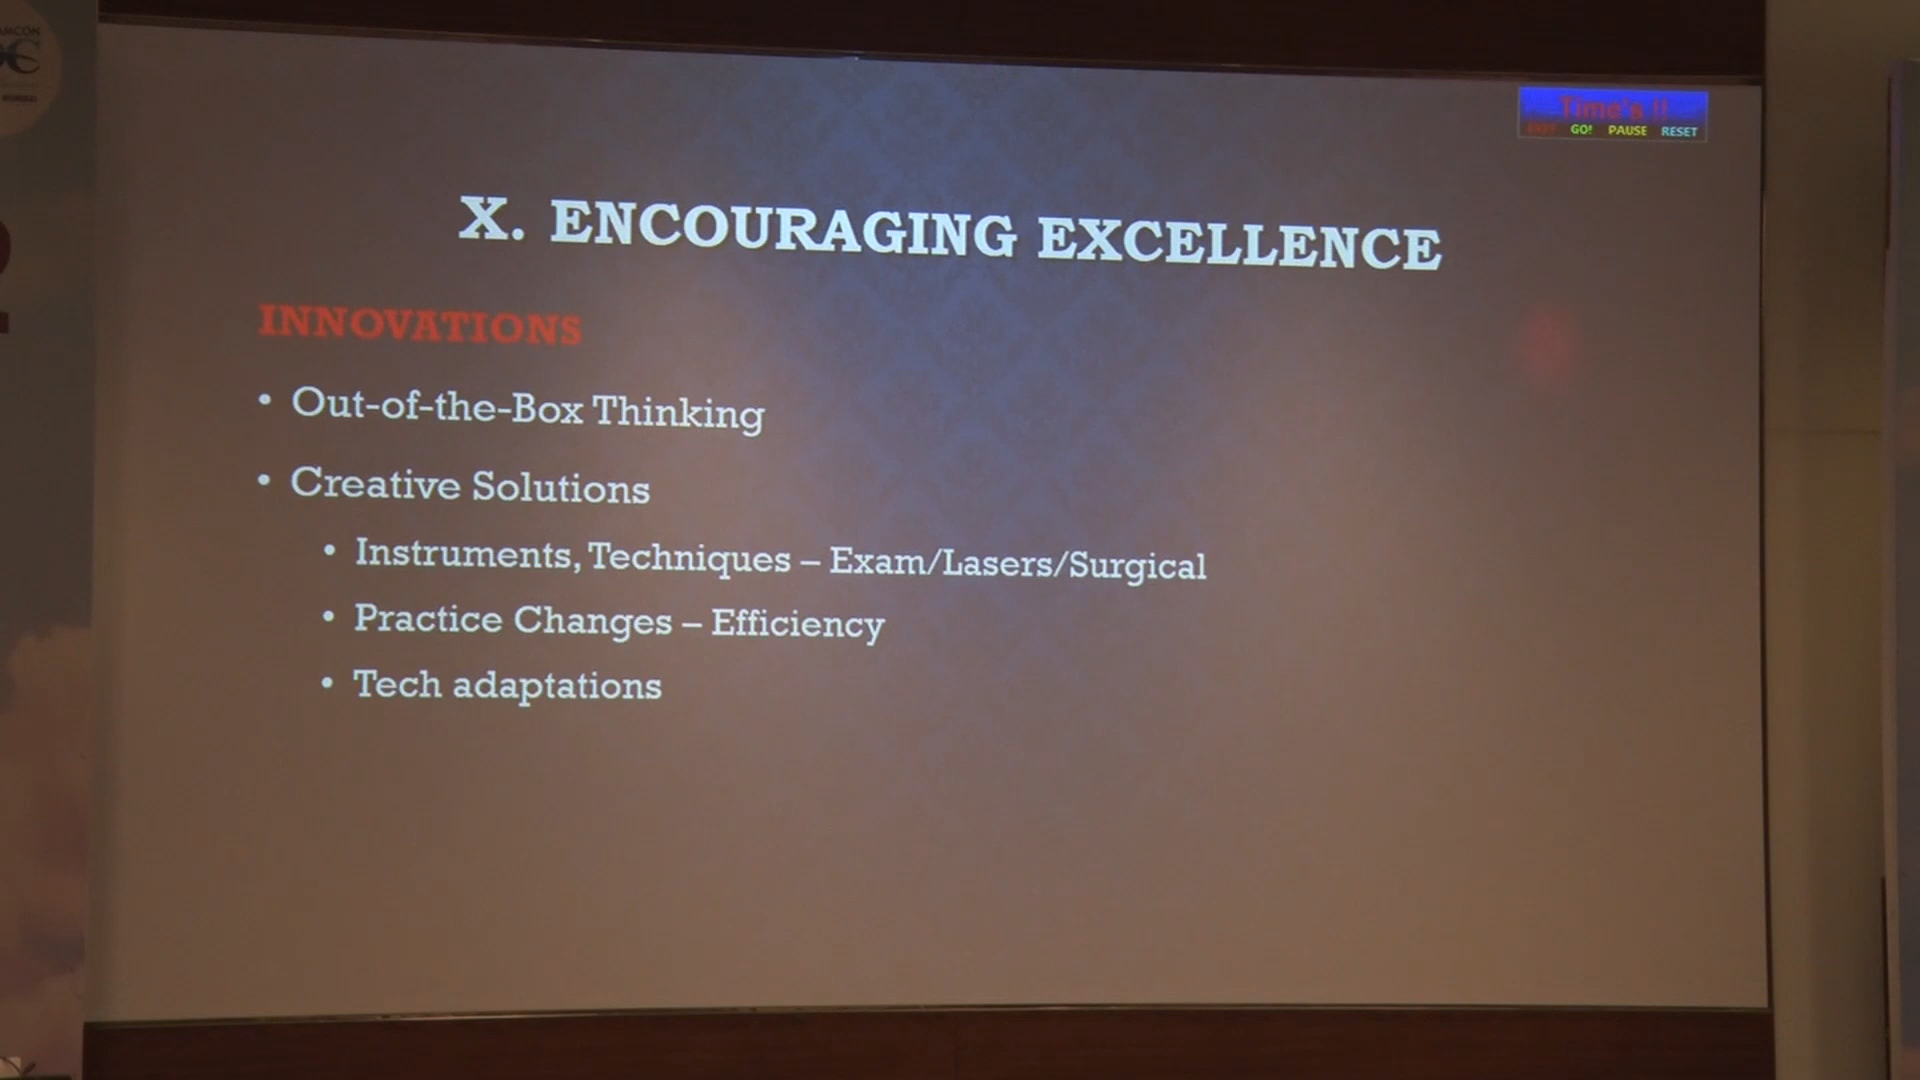 Time's !!
GO! PAUSE RESET
X. ENCOURAGING EXCELLENCE
INNOVATIONS
• Out-of-the-Box Thinking
• Creative Solutions
• Instruments, Techniques – Exam/Lasers/Surgical
• Practice Changes – Efficiency
• Tech adaptations